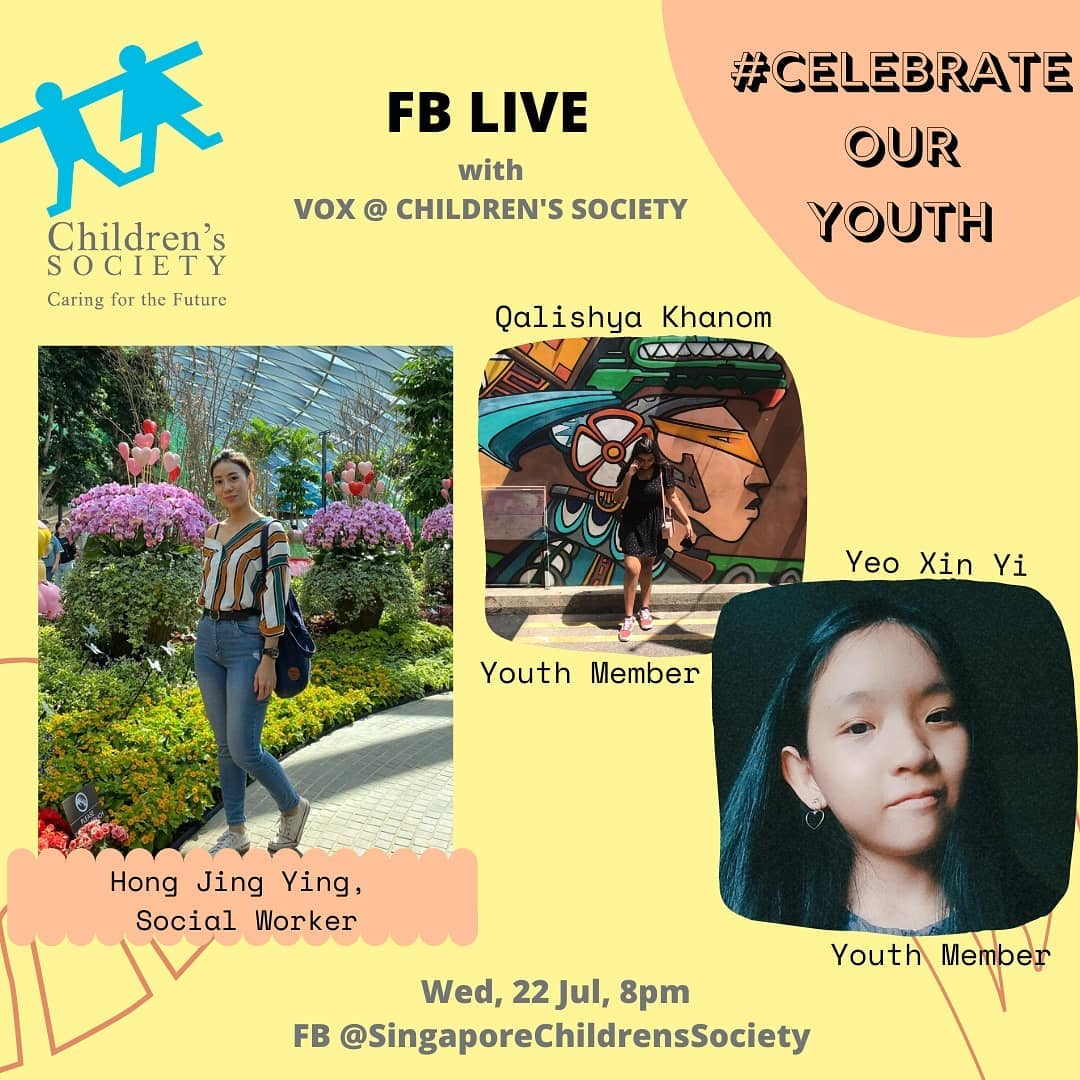 Children's
SOCIETY
Caring for the Future
FB LIVE
with
VOX @ CHILDREN'S SOCIETY
#CELEBRATE
OUR
YOUTH
Qalishya Khanom
Youth Member
Yeo Xin Yi
Youth Member
PLEASE
Hong Jing Ying,
Social Worker
Wed, 22 Jul, 8pm
FB @SingaporeChildrensSociety